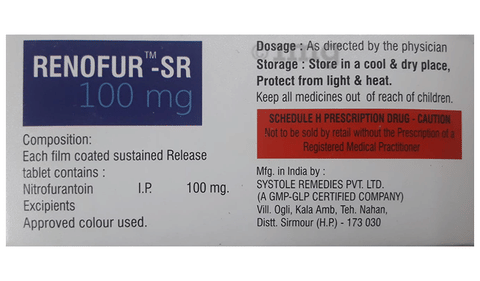 RENOFUR™-SR
100 mg
Composition:
Each film coated sustained Release
tablet contains :
Nitrofurantoin I.P. 100 mg.
Excipients
Approved colour used.
Dosage : As directed by the physician
Storage : Store in a cool & dry place,
Protect from light & heat.
Keep all medicines out of reach of children.
SCHEDULE H PRESCRIPTION DRUG - CAUTION
Not to be sold by retail without the Prescription of a
Registered Medical Practitioner
Mfg. in India by :
SYSTOLE REMEDIES PVT. LTD.
(A GMP-GLP CERTIFIED COMPANY)
Vill. Ogli, Kala Amb, Teh. Nahan,
Distt. Sirmour (H.P.) - 173 030